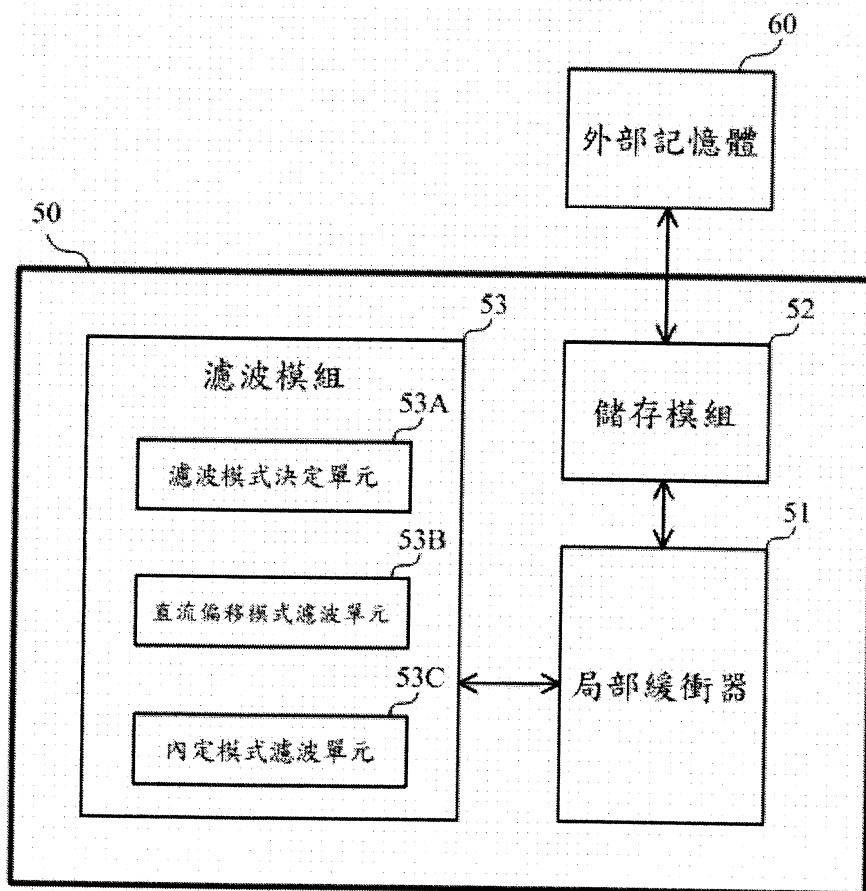 60
外部記憶體
50
53
濾波模組
53A
濾波模式決定單元
53B
直流偏移模式濾波單元
53C
內定模式濾波單元
52
儲存模組
51
局部緩衝器